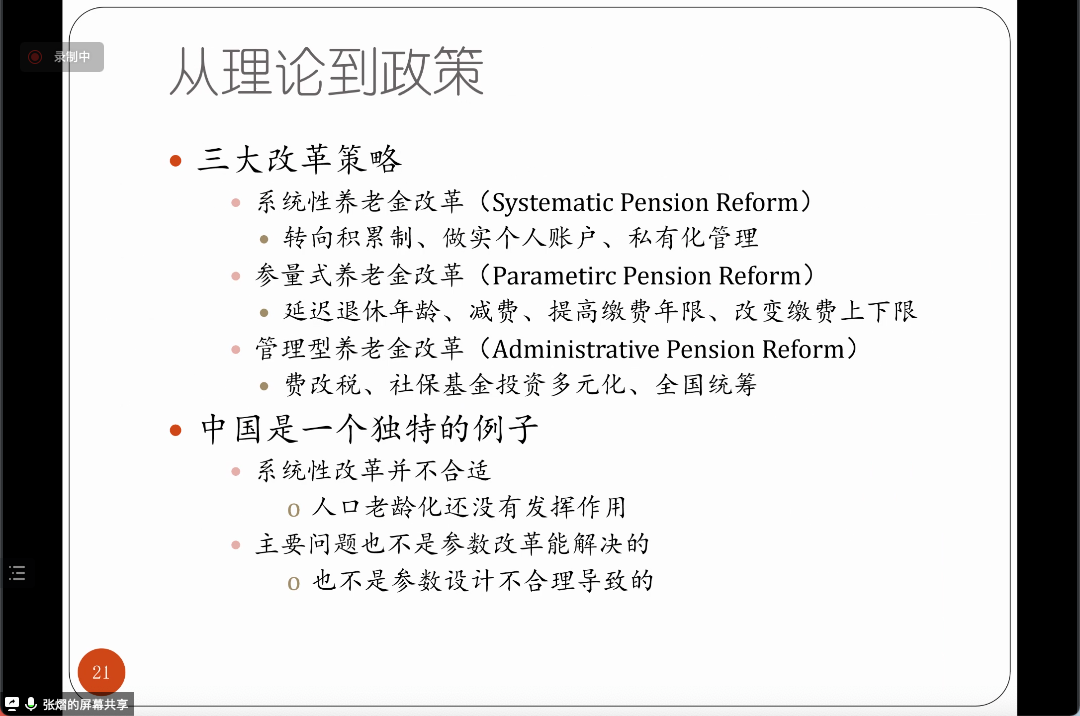 录制中
从理论到政策
三大改革策略
系统性养老金改革（Systematic Pension Reform）
转向积累制、做实个人账户、私有化管理
参量式养老金改革（Parametirc Pension Reform）
延迟退休年龄、减费、提高缴费年限、改变缴费上下限
管理型养老金改革（Administrative Pension Reform）
费改税、社保基金投资多元化、全国统筹
中国是一个独特的例子
系统性改革并不合适
人口老龄化还没有发挥作用
主要问题也不是参数改革能解决的
也不是参数设计不合理导致的
21
张熠的屏幕共享